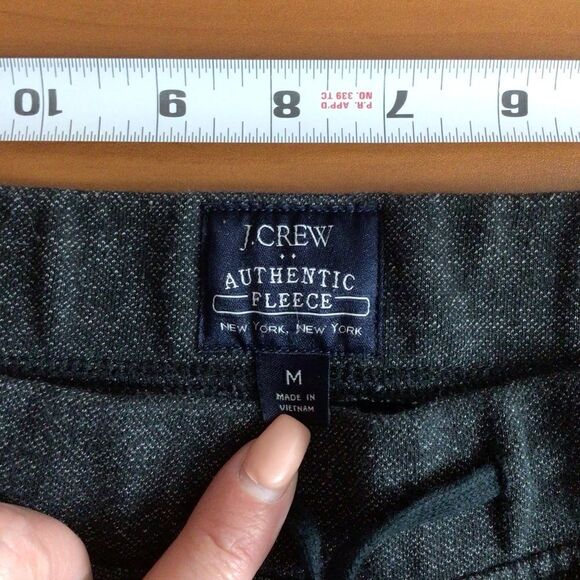 10 9 8 7 6
P.R. APP'D
NO. 339 TC
J.CREW
AUTHENTIC
FLEECE
NEW YORK, NEW YORK
M
MADE IN
VIETNAM